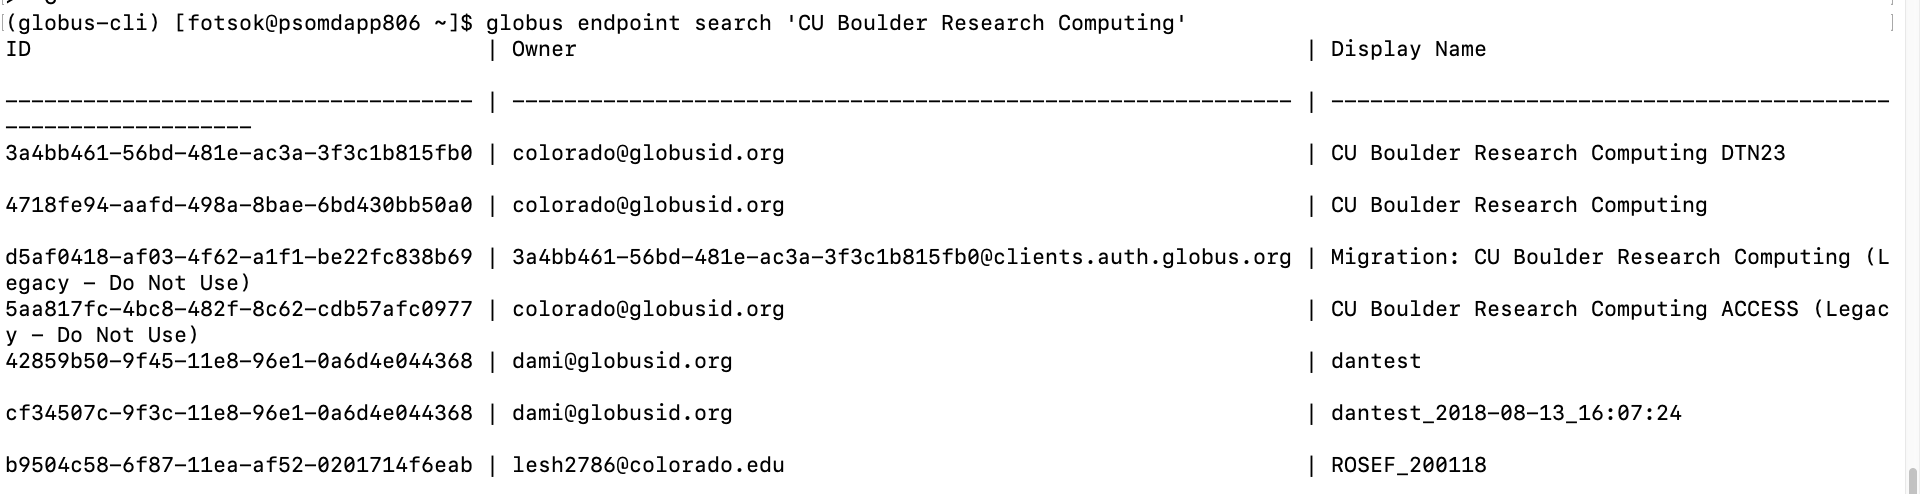 (globus-cli) [fotsok@psomdapp806 ~]$ globus endpoint search 'CU Boulder Research Computing'
ID                                   | Owner                                                        | Display Name
------------------------------------ | ------------------------------------------------------------ | -------------------------------------------
-------------------
3a4bb461-56bd-481e-ac3a-3f3c1b815fb0 | colorado@globusid.org                                        | CU Boulder Research Computing DTN23
4718fe94-aafd-498a-8bae-6bd430bb50a0 | colorado@globusid.org                                        | CU Boulder Research Computing
d5af0418-af03-4f62-a1f1-be22fc838b69 | 3a4bb461-56bd-481e-ac3a-3f3c1b815fb0@clients.auth.globus.org | Migration: CU Boulder Research Computing (L
egacy - Do Not Use)
5aa817fc-4bc8-482f-8c62-cdb57afc0977 | colorado@globusid.org                                        | CU Boulder Research Computing ACCESS (Legac
y - Do Not Use)
42859b50-9f45-11e8-96e1-0a6d4e044368 | dami@globusid.org                                            | dantest
cf34507c-9f3c-11e8-96e1-0a6d4e044368 | dami@globusid.org                                            | dantest_2018-08-13_16:07:24
b9504c58-6f87-11ea-af52-0201714f6eab | lesh2786@colorado.edu                                        | ROSEF_200118